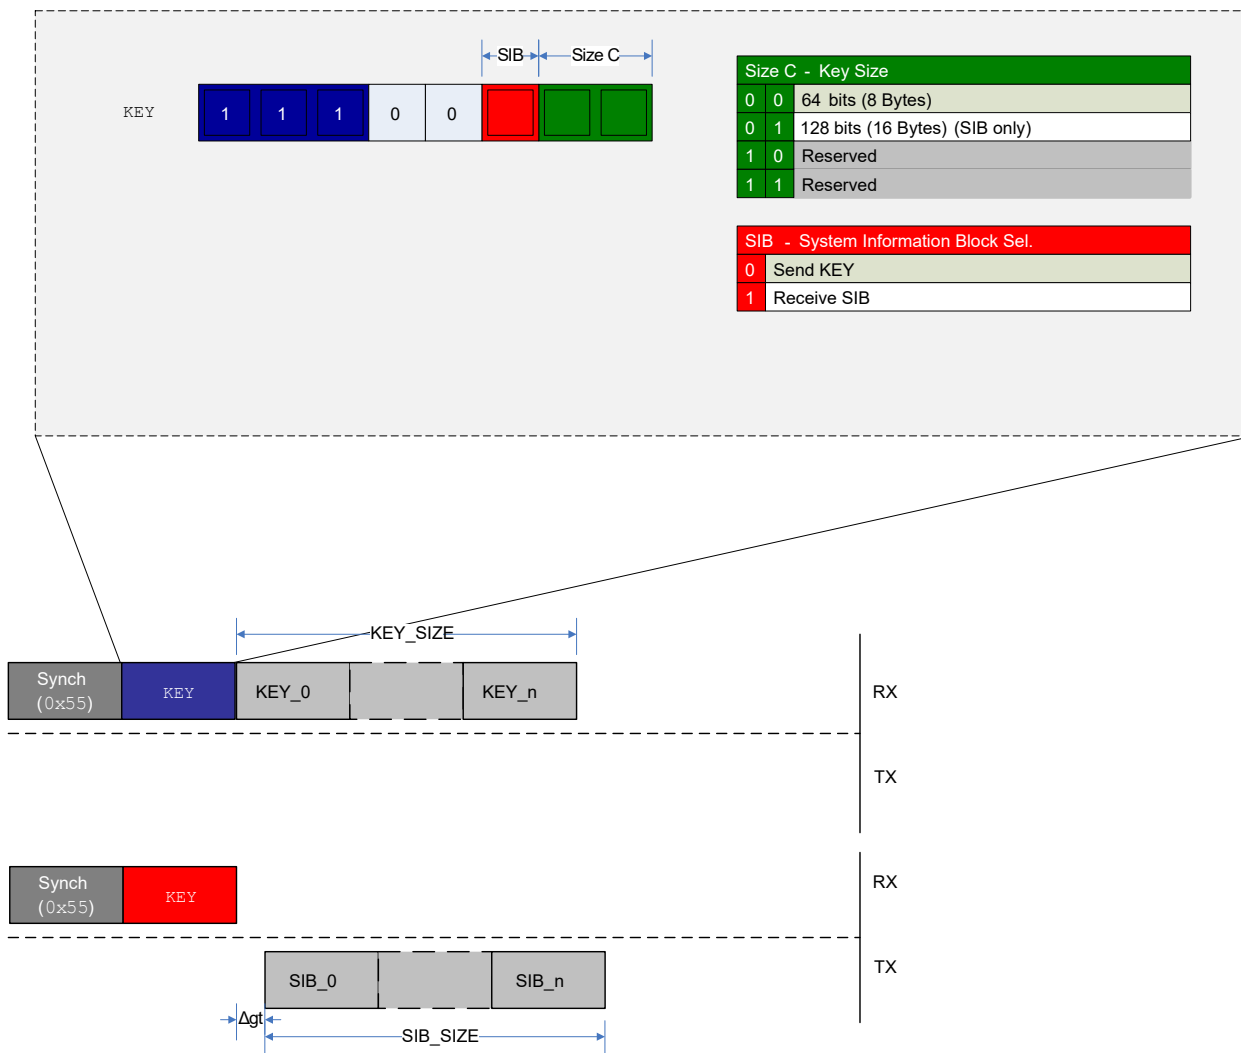 SIB Size C
KEY 1 1 1 0 0
Size C - Key Size
0 0 64 bits (8 Bytes)
0 1 128 bits (16 Bytes) (SIB only)
1 0 Reserved
1 1 Reserved
SIB - System Information Block Sel.
0 Send KEY
1 Receive SIB
KEY_SIZE
Synch
(0x55)
KEY
KEY_0
KEY_n
RX
TX
Synch
(0x55)
KEY
RX
SIB_0
SIB_n
TX
Δgt
SIB_SIZE